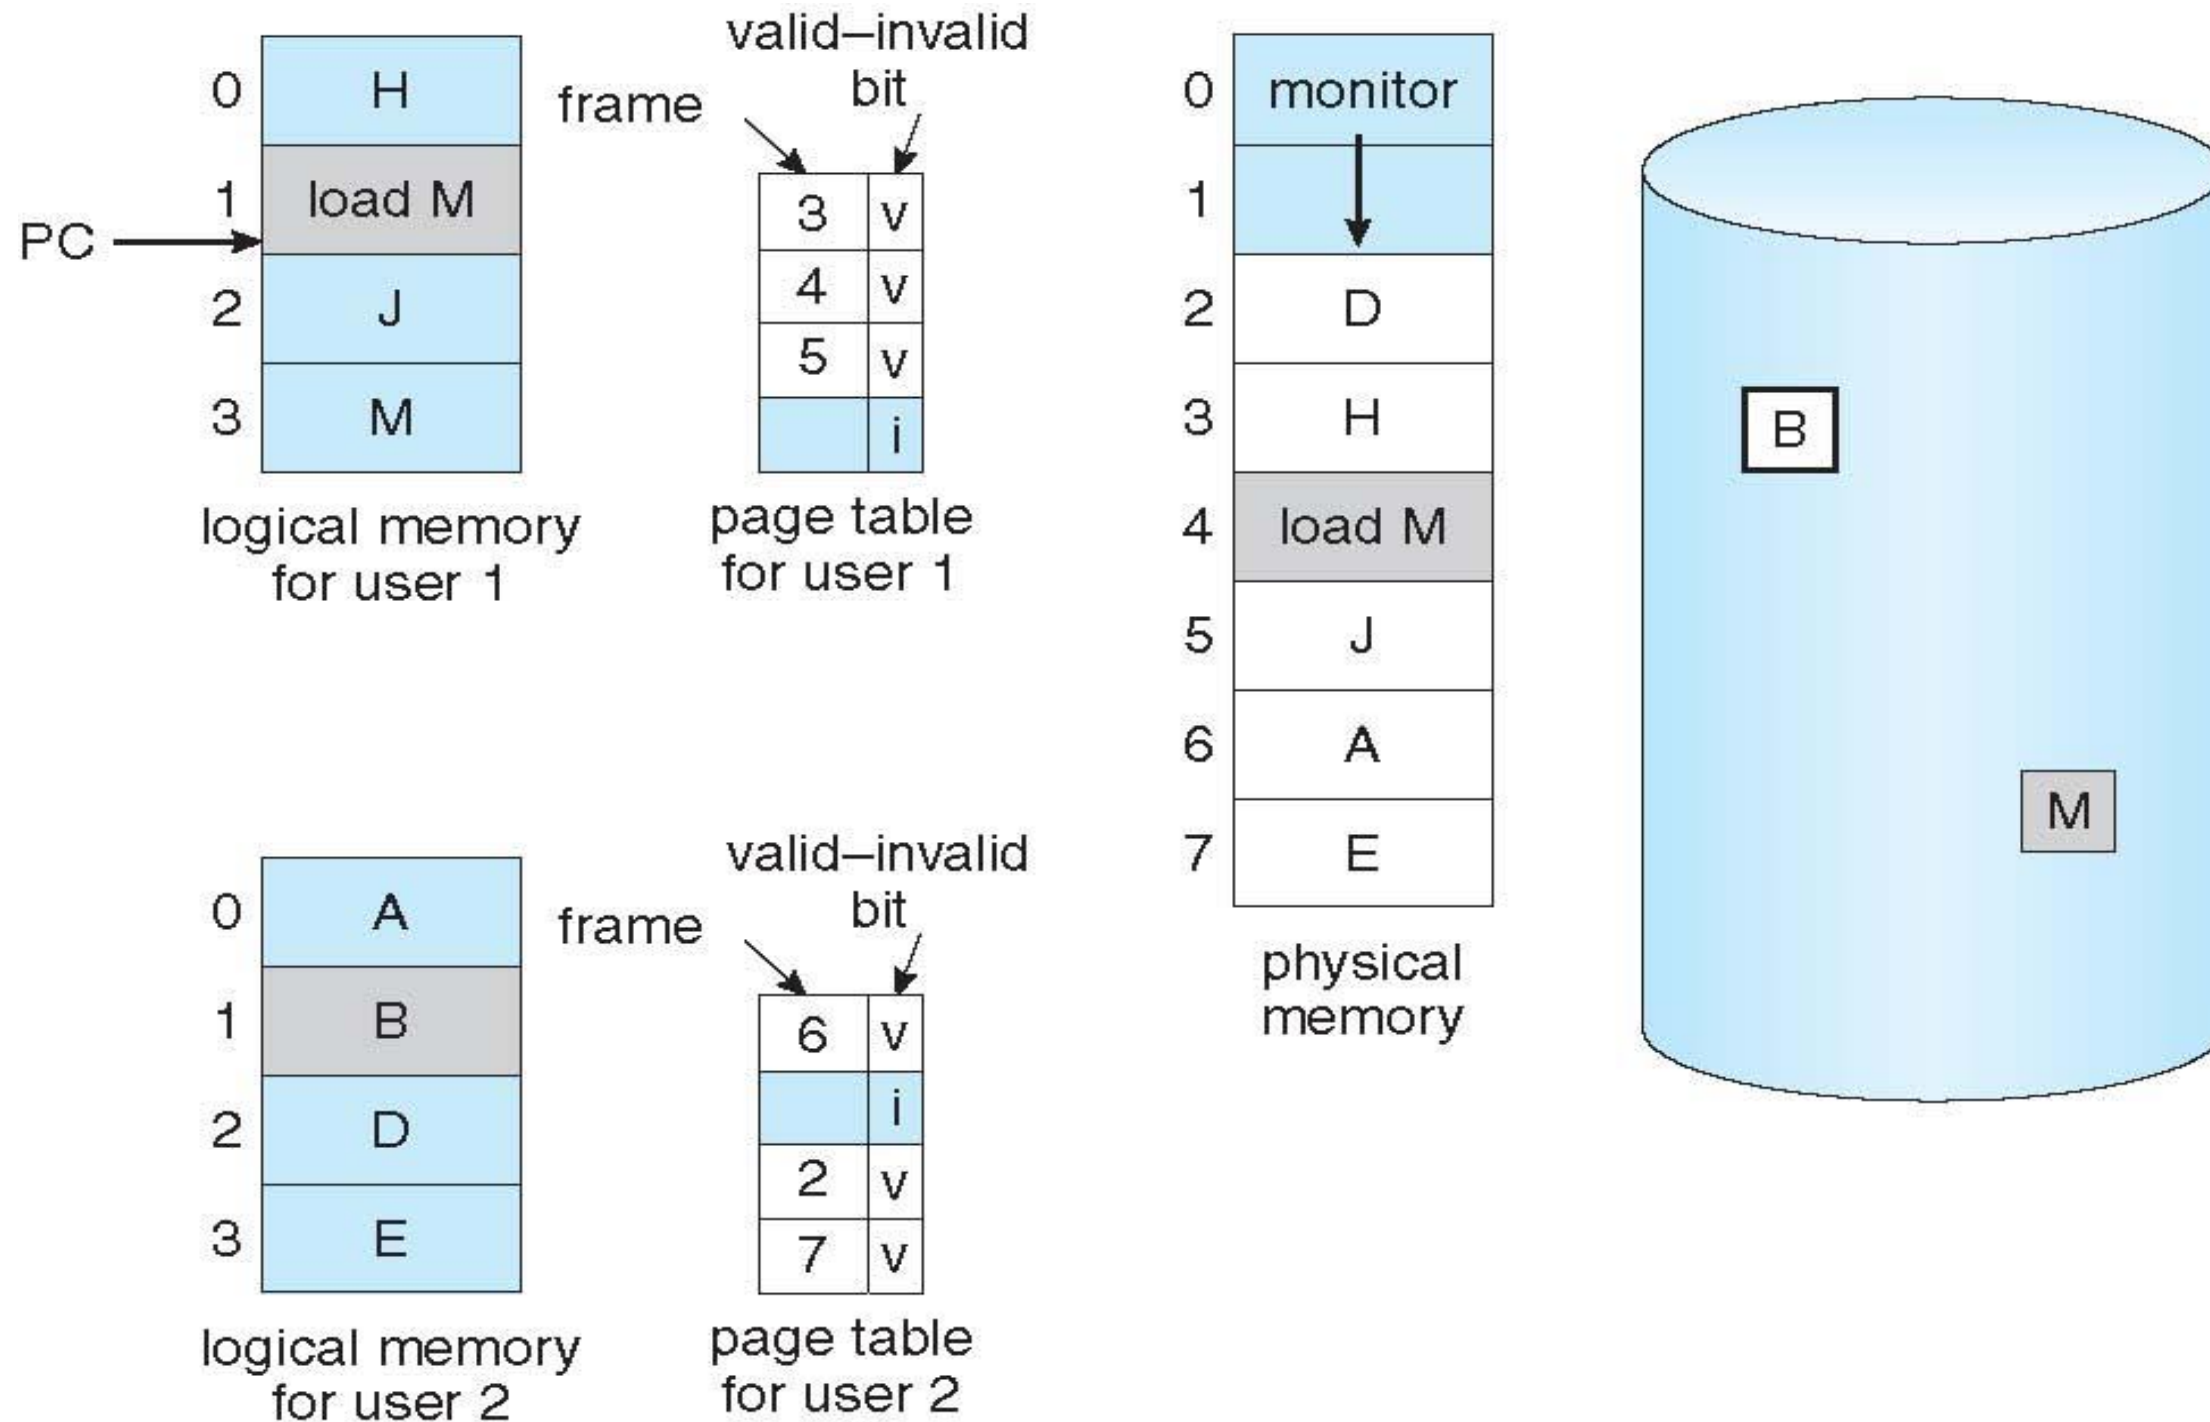 0 H
1 load M
2 J
3 M
PC
logical memory
for user 1
frame
valid–invalid
bit
3 v
4 v
5 v
i
page table
for user 1
0 A
1 B
2 D
3 E
logical memory
for user 2
frame
valid–invalid
bit
6 v
i
2 v
7 v
page table
for user 2
0 monitor
1
2 D
3 H
4 load M
5 J
6 A
7 E
physical
memory
B
M